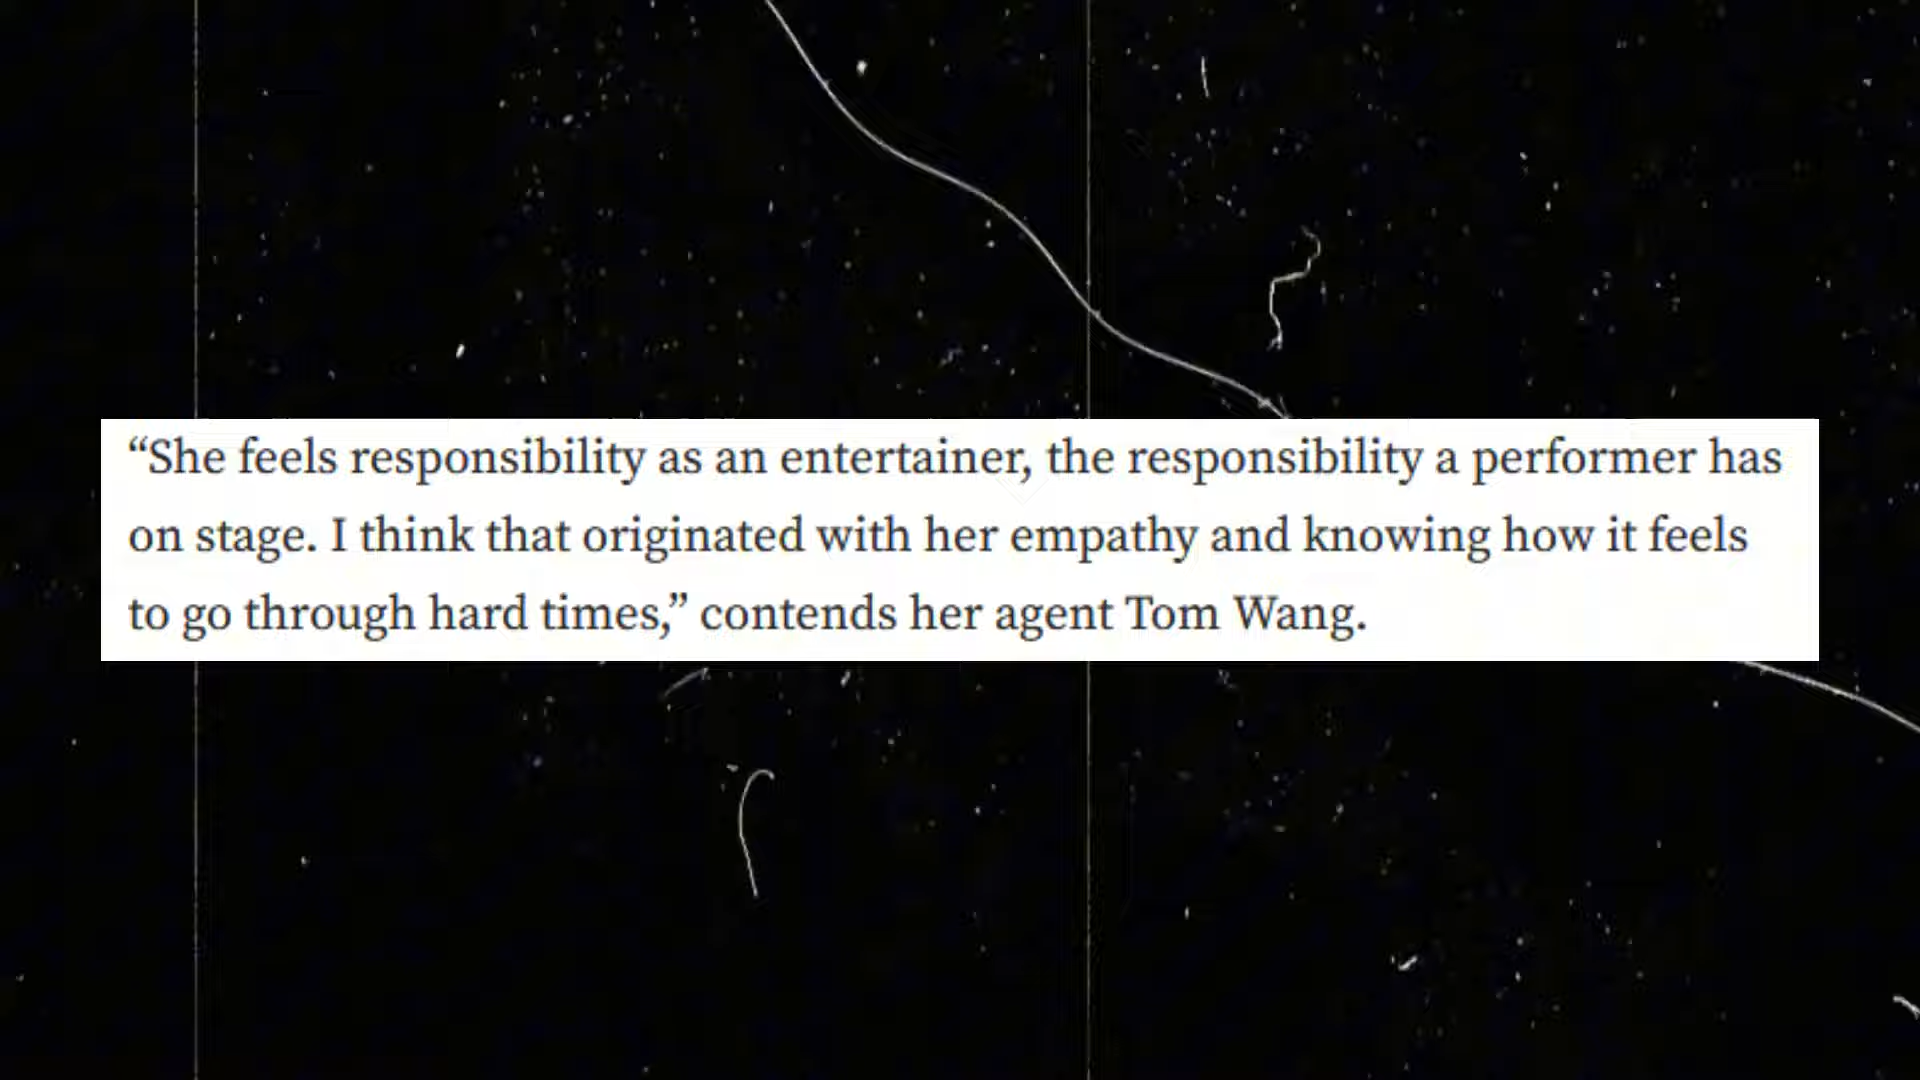 “She feels responsibility as an entertainer, the responsibility a performer has
on stage. I think that originated with her empathy and knowing how it feels
to go through hard times,” contends her agent Tom Wang.